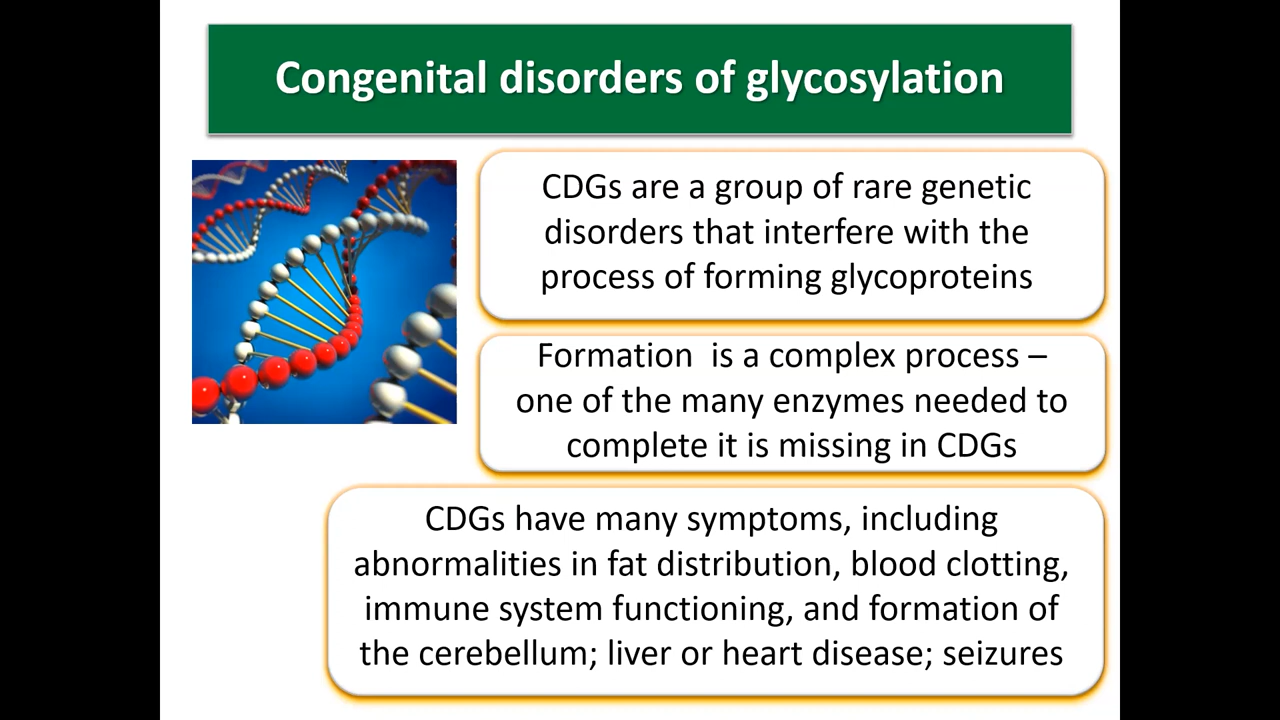 Congenital disorders of glycosylation
CDGs are a group of rare genetic
disorders that interfere with the
process of forming glycoproteins
Formation  is a complex process –
one of the many enzymes needed to
complete it is missing in CDGs
CDGs have many symptoms, including
abnormalities in fat distribution, blood clotting,
immune system functioning, and formation of
the cerebellum; liver or heart disease; seizures